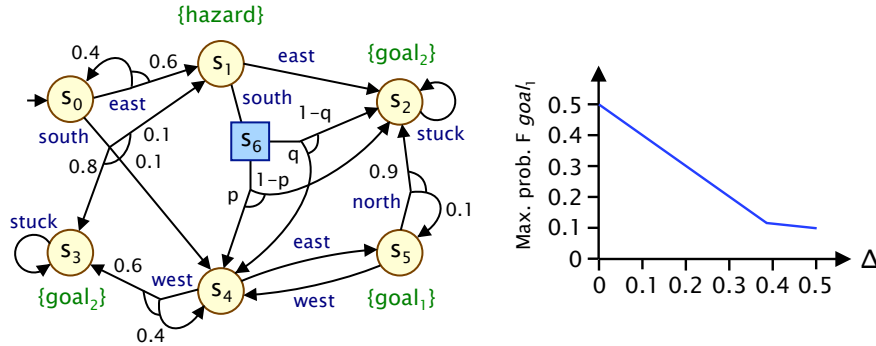 {hazard}
0.4
0.6
s1
east
{goal2}
s0
east
south
1-q
s2
south
0.1
s6
stuck
0.8
0.1
q
0.9
p
1-p
north
0.1
stuck
s3
0.6
west
east
s5
{goal2}
s4
west
{goal1}
0.4
Max. prob. F goal1
0.5
0.4
0.3
0.2
0.1
0
0 0.1 0.2 0.3 0.4 0.5
Δ